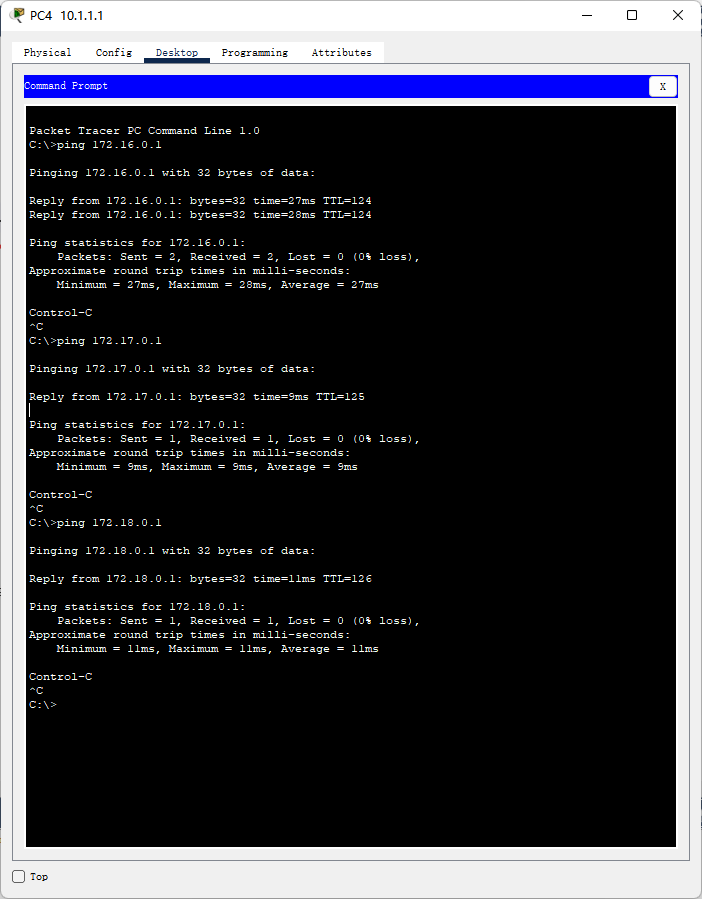 PC4 10.1.1.1
Physical Config Desktop Programming Attributes
Command Prompt X
Packet Tracer PC Command Line 1.0
C:\>ping 172.16.0.1
Pinging 172.16.0.1 with 32 bytes of data:
Reply from 172.16.0.1: bytes=32 time=27ms TTL=124
Reply from 172.16.0.1: bytes=32 time=28ms TTL=124
Ping statistics for 172.16.0.1:
Packets: Sent = 2, Received = 2, Lost = 0 (0% loss),
Approximate round trip times in milli-seconds:
Minimum = 27ms, Maximum = 28ms, Average = 27ms
Control-C
^C
C:\>ping 172.17.0.1
Pinging 172.17.0.1 with 32 bytes of data:
Reply from 172.17.0.1: bytes=32 time=9ms TTL=125
Ping statistics for 172.17.0.1:
Packets: Sent = 1, Received = 1, Lost = 0 (0% loss),
Approximate round trip times in milli-seconds:
Minimum = 9ms, Maximum = 9ms, Average = 9ms
Control-C
^C
C:\>ping 172.18.0.1
Pinging 172.18.0.1 with 32 bytes of data:
Reply from 172.18.0.1: bytes=32 time=11ms TTL=126
Ping statistics for 172.18.0.1:
Packets: Sent = 1, Received = 1, Lost = 0 (0% loss),
Approximate round trip times in milli-seconds:
Minimum = 11ms, Maximum = 11ms, Average = 11ms
Control-C
^C
C:\>
Top